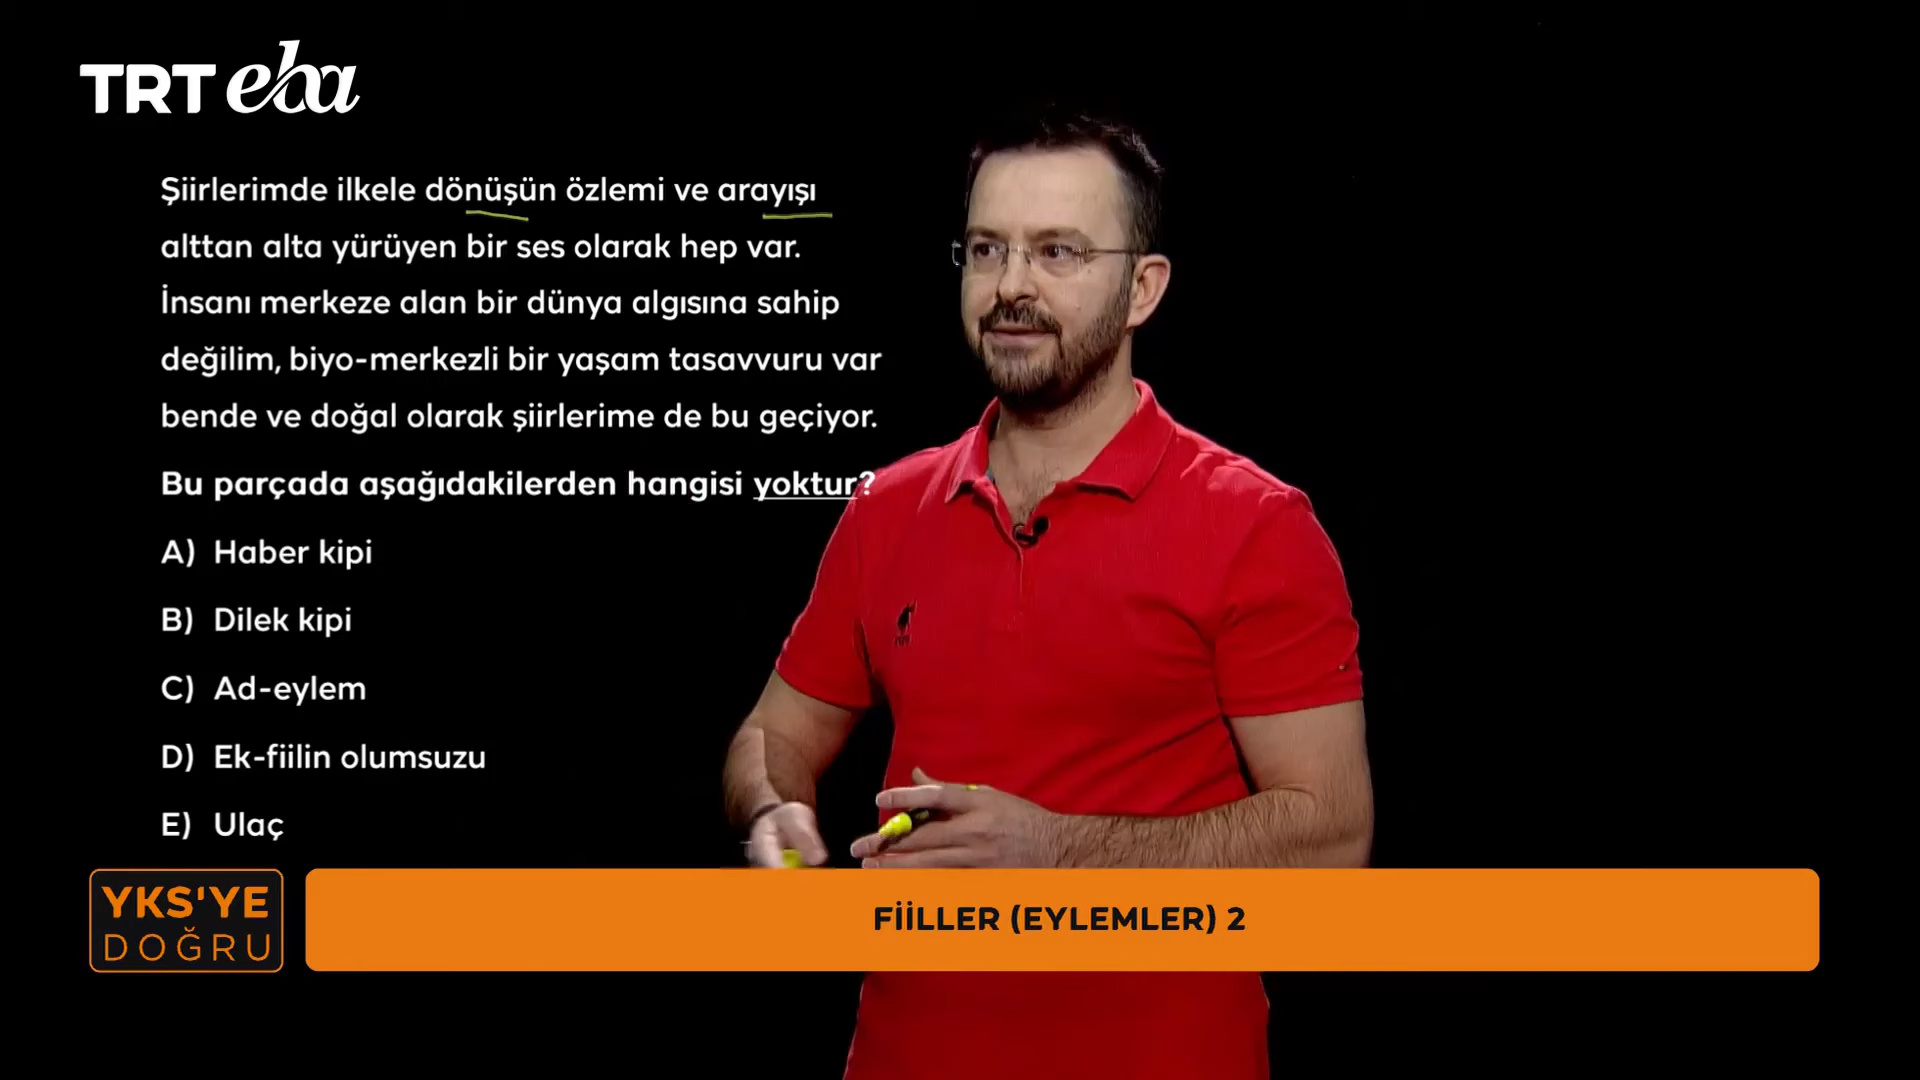 TRT eba
Şiirlerimde ilkele dönüşün özlemi ve arayışı
alttan alta yürüyen bir ses olarak hep var.
İnsanı merkeze alan bir dünya algısına sahip
değilim, biyo-merkezli bir yaşam tasavvuru var
bende ve doğal olarak şiirlerime de bu geçiyor.
Bu parçada aşağıdakilerden hangisi yoktur?
A) Haber kipi
B) Dilek kipi
C) Ad-eylem
D) Ek-fiilin olumsuzu
E) Ulaç
YKS'YE
DOĞRU
FİİLLER (EYLEMLER) 2